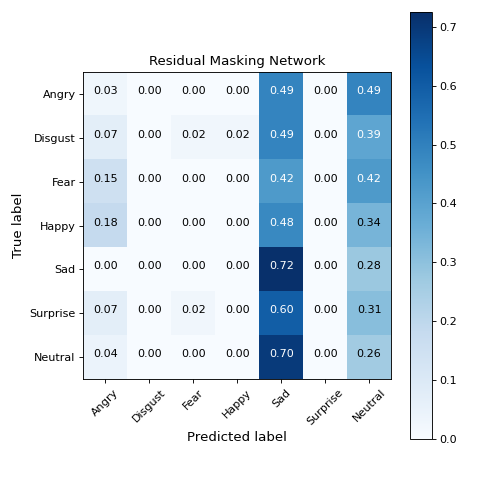 Residual Masking Network
Angry 0.03 0.00 0.00 0.00 0.49 0.00 0.49
Disgust 0.07 0.00 0.02 0.02 0.49 0.00 0.39
Fear 0.15 0.00 0.00 0.00 0.42 0.00 0.42
Happy 0.18 0.00 0.00 0.00 0.48 0.00 0.34
Sad 0.00 0.00 0.00 0.00 0.72 0.00 0.28
Surprise 0.07 0.00 0.02 0.00 0.60 0.00 0.31
Neutral 0.04 0.00 0.00 0.00 0.70 0.00 0.26
Angry Disgust Fear Happy Sad Surprise Neutral
Predicted label
True label
0.7
0.6
0.5
0.4
0.3
0.2
0.1
0.0